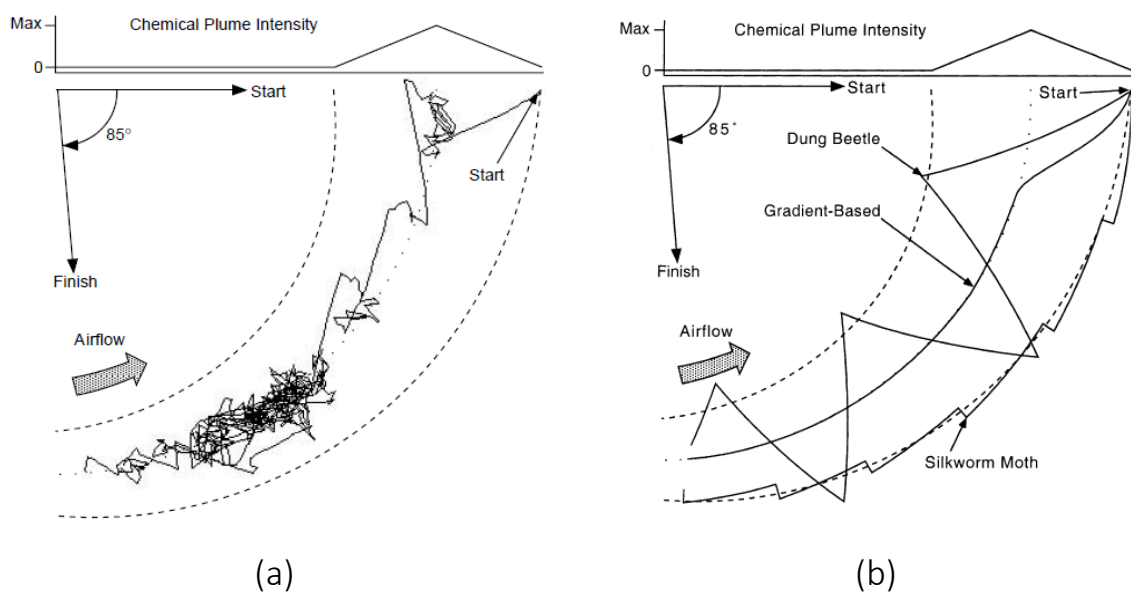 Max
Chemical Plume Intensity
0
Start
85°
Start
Finish
Airflow
(a)
Max
Chemical Plume Intensity
0
Start
Start
85°
Dung Beetle
Gradient-Based
Finish
Airflow
Silkworm Moth
(b)